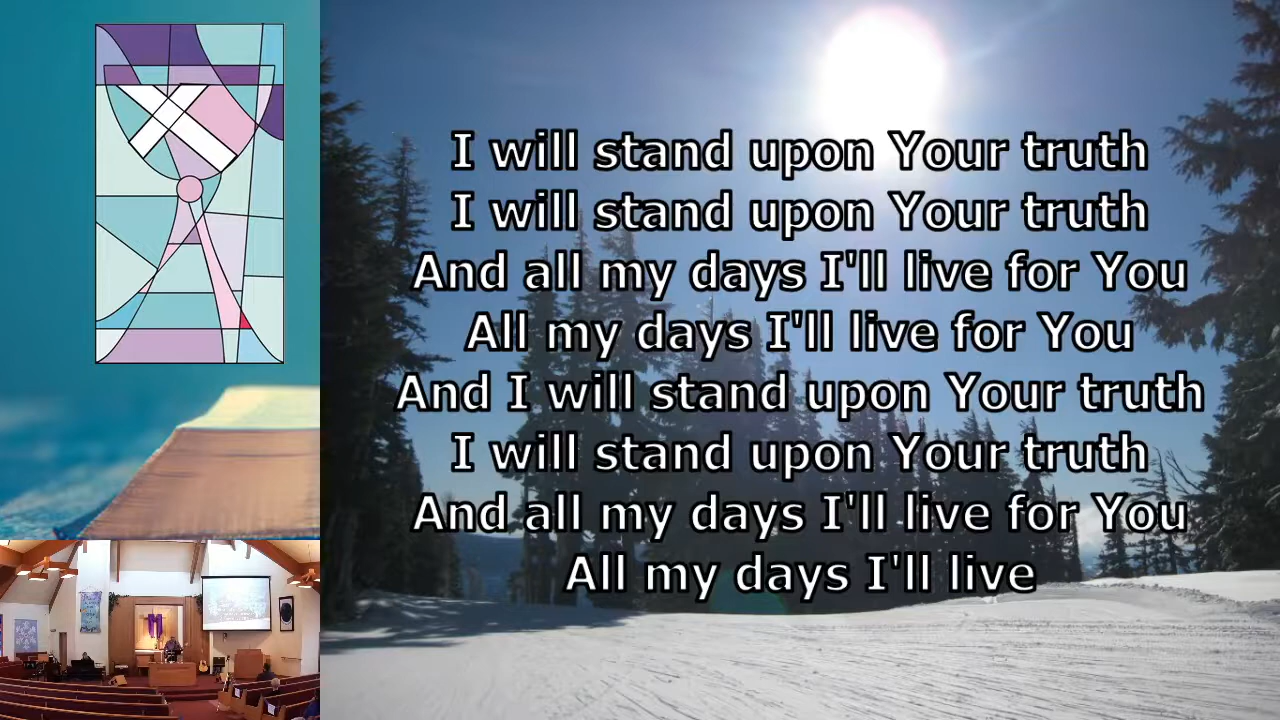 I will stand upon Your truth
I will stand upon Your truth
And all my days I'll live for You
All my days I'll live for You
And I will stand upon Your truth
I will stand upon Your truth
And all my days I'll live for You
All my days I'll live